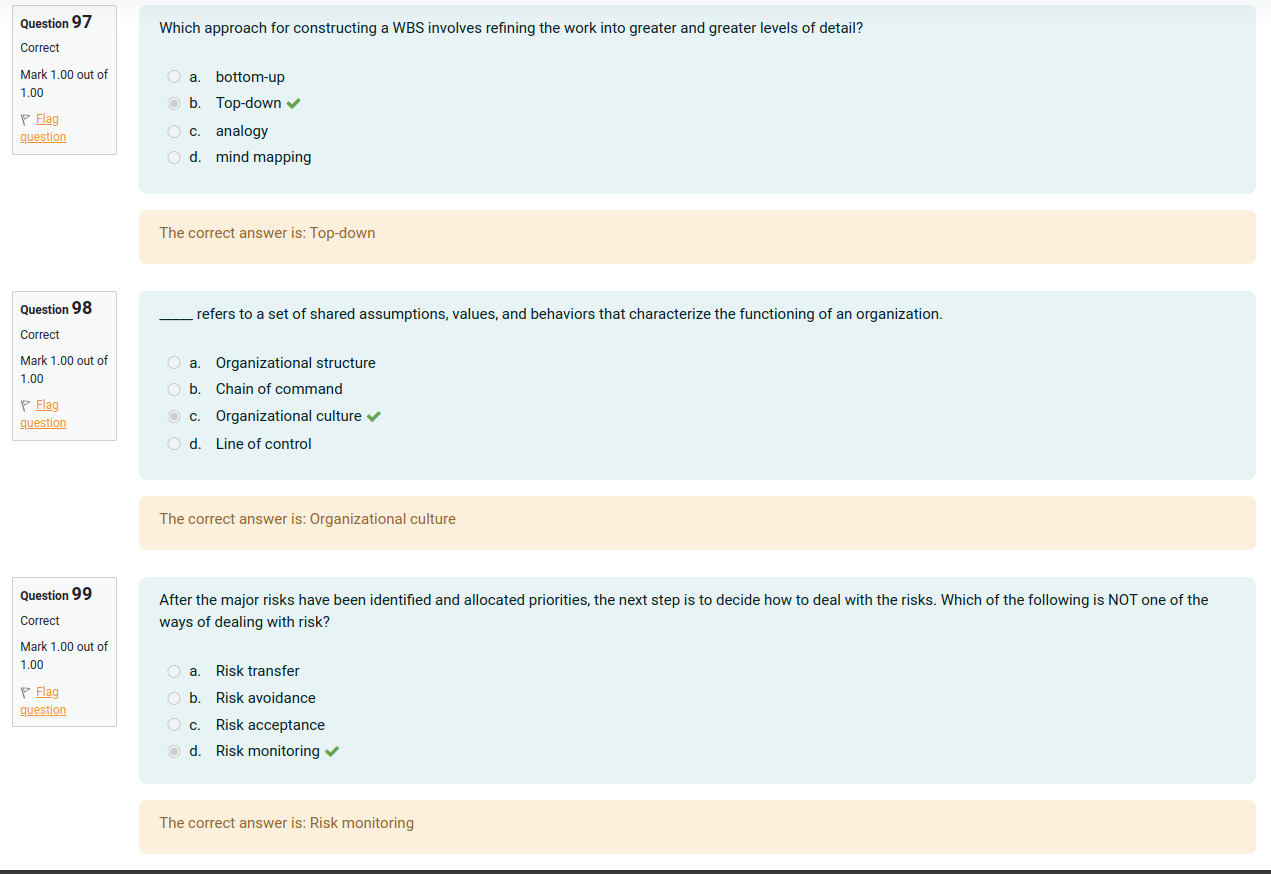 Question 97
Correct
Mark 1.00 out of
1.00
Flag
question
Which approach for constructing a WBS involves refining the work into greater and greater levels of detail?
a. bottom-up
b. Top-down
c. analogy
d. mind mapping
The correct answer is: Top-down
Question 98
Correct
Mark 1.00 out of
1.00
Flag
question
_____ refers to a set of shared assumptions, values, and behaviors that characterize the functioning of an organization.
a. Organizational structure
b. Chain of command
c. Organizational culture
d. Line of control
The correct answer is: Organizational culture
Question 99
Correct
Mark 1.00 out of
1.00
Flag
question
After the major risks have been identified and allocated priorities, the next step is to decide how to deal with the risks. Which of the following is NOT one of the
ways of dealing with risk?
a. Risk transfer
b. Risk avoidance
c. Risk acceptance
d. Risk monitoring
The correct answer is: Risk monitoring